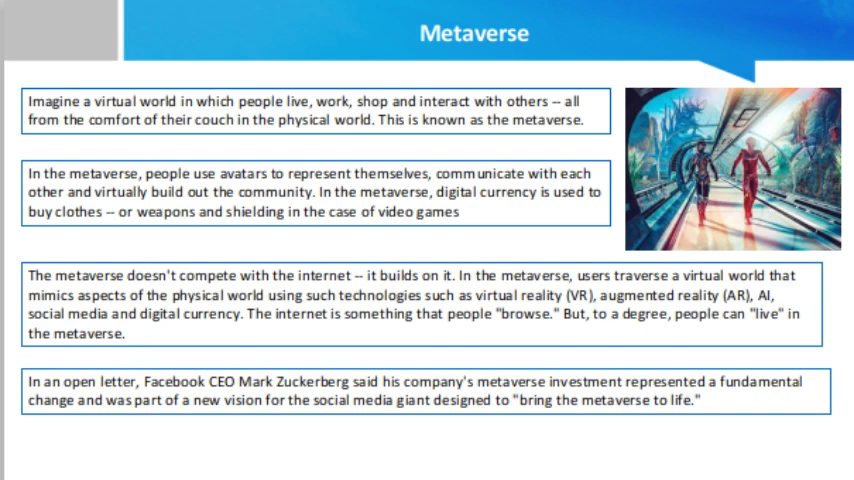 Metaverse
Imagine a virtual world in which people live, work, shop and interact with others -- all
from the comfort of their couch in the physical world. This is known as the metaverse.
In the metaverse, people use avatars to represent themselves, communicate with each
other and virtually build out the community. In the metaverse, digital currency is used to
buy clothes -- or weapons and shielding in the case of video games
The metaverse doesn't compete with the internet -- it builds on it. In the metaverse, users traverse a virtual world that
mimics aspects of the physical world using such technologies such as virtual reality (VR), augmented reality (AR), AI,
social media and digital currency. The internet is something that people "browse." But, to a degree, people can "live" in
the metaverse.
In an open letter, Facebook CEO Mark Zuckerberg said his company's metaverse investment represented a fundamental
change and was part of a new vision for the social media giant designed to "bring the metaverse to life."